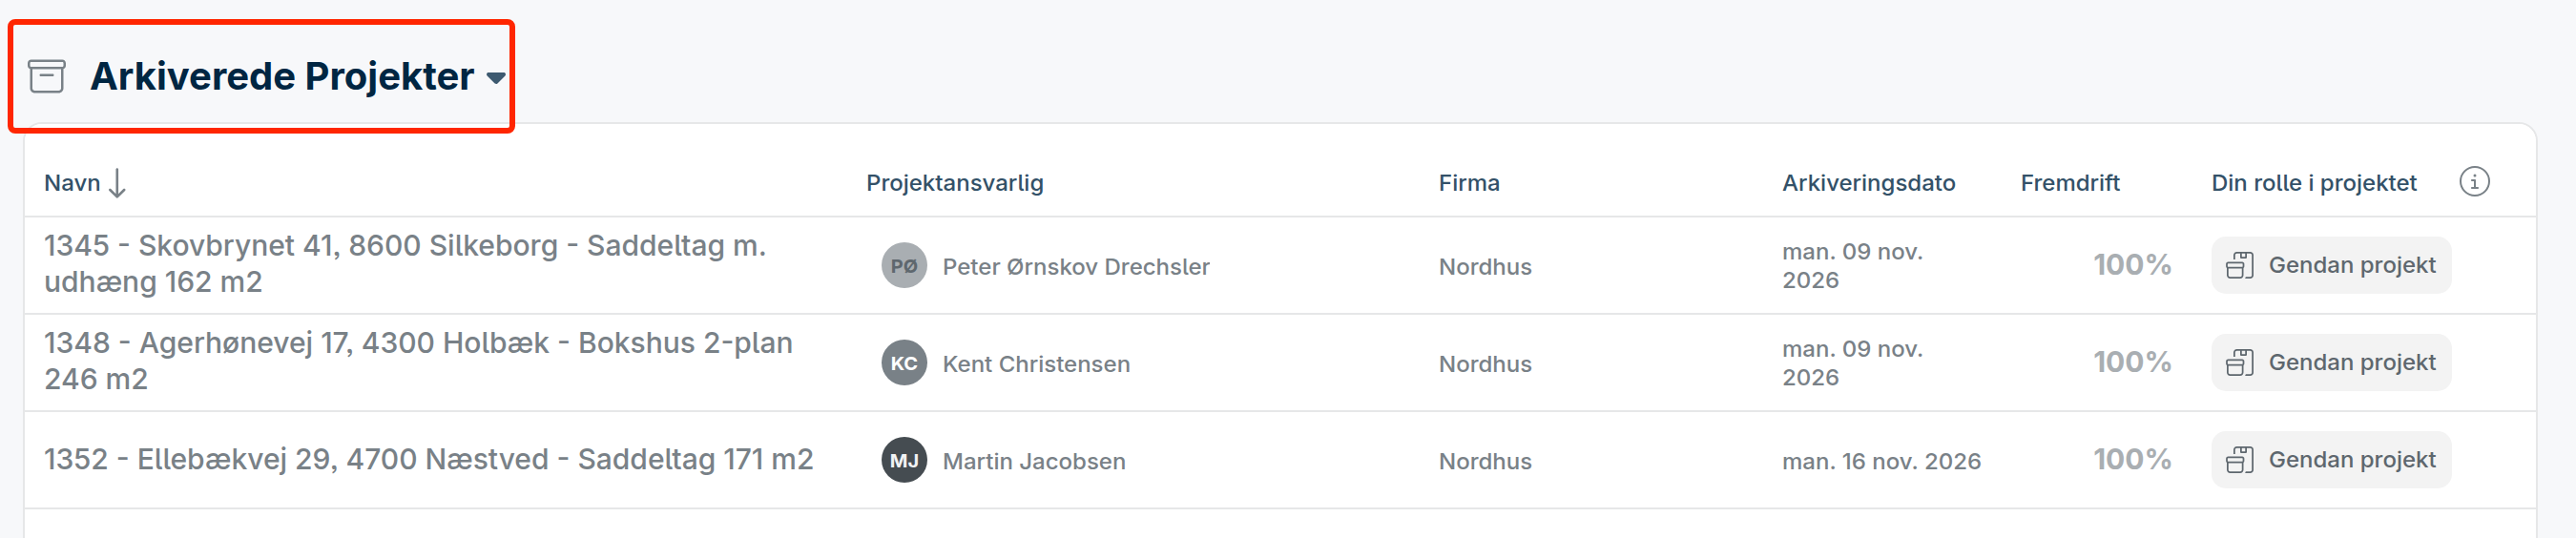 Arkiverede Projekter
Navn Projektansvarlig Firma Arkiveringsdato Fremdrift Din rolle i projektet
1345 - Skovbrynet 41, 8600 Silkeborg - Saddeltag m.
udhæng 162 m2
PØ Peter Ørnskov Drechsler
Nordhus
man. 09 nov.
2026
100%
Gendan projekt
1348 - Agerhønevej 17, 4300 Holbæk - Bokshus 2-plan
246 m2
KC Kent Christensen
Nordhus
man. 09 nov.
2026
100%
Gendan projekt
1352 - Ellebækvej 29, 4700 Næstved - Saddeltag 171 m2
MJ Martin Jacobsen
Nordhus
man. 16 nov. 2026
100%
Gendan projekt